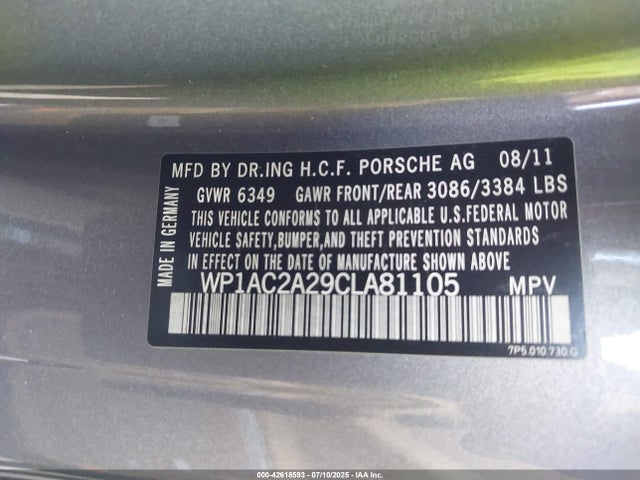 MFD BY DR.ING H.C.F. PORSCHE AG 08/11
GVWR 6349 GAWR FRONT/REAR 3086/3384 LBS
THIS VEHICLE CONFORMS TO ALL APPLICABLE U.S.FEDERAL MOTOR
VEHICLE SAFETY,BUMPER,AND THEFT PREVENTION STANDARDS
IN EFFECT ON THE DATE OF MANUFACTURE SHOWN ABOVE
WP1AC2A29CLA81105 MPV
MADE IN GERMANY
7P5.010.730 G
000-42618593 - 07/10/2025 - IAA Inc.